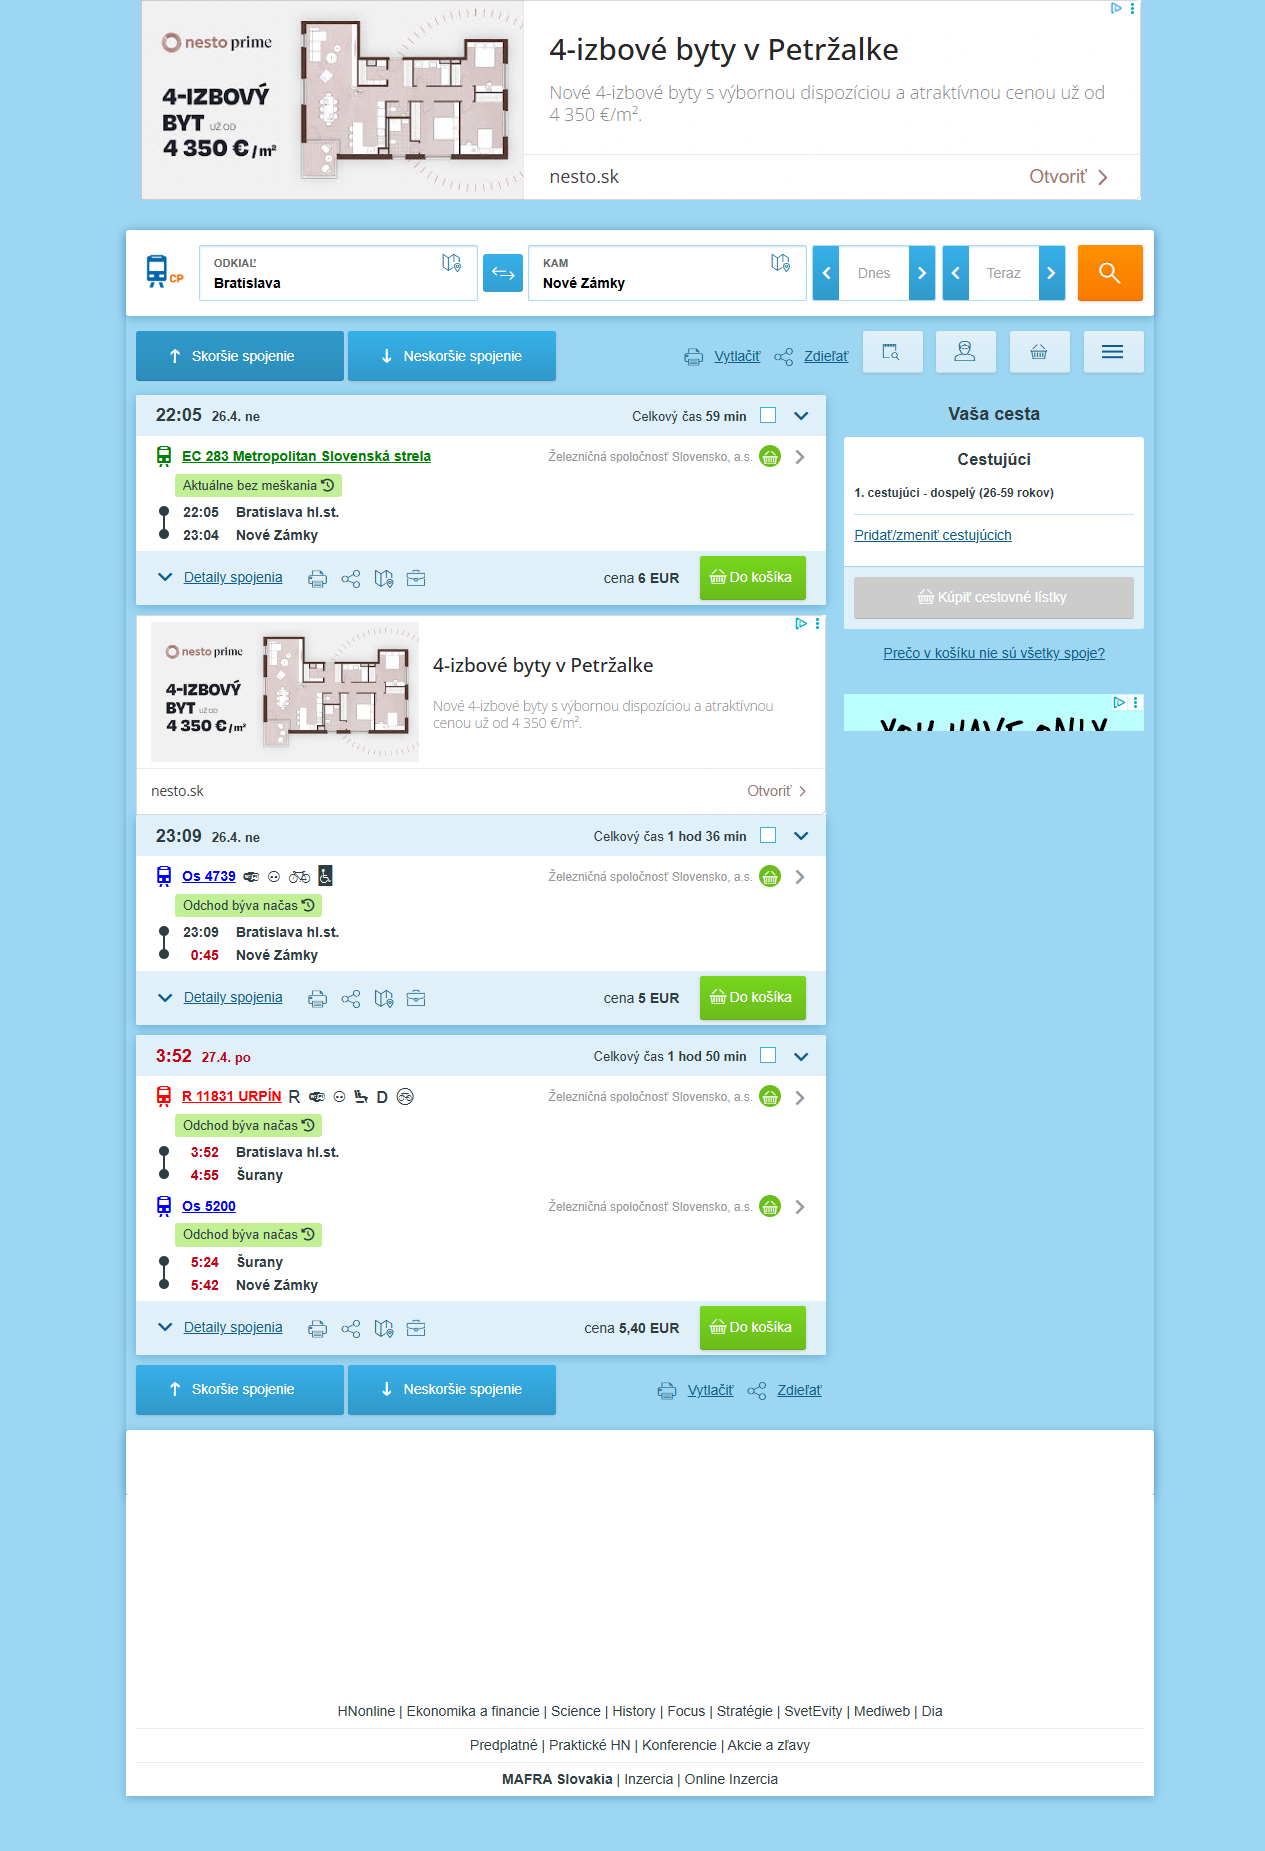 nesto prime
4-IZBOVÝ
BYT UŽ OD
4 350 €/m²
4-izbové byty v Petržalke
Nové 4-izbové byty s výbornou dispozíciou a atraktívnou cenou už od
4 350 €/m².
nesto.sk
Otvoriť
CP
ODKIAĽ
Bratislava
KAM
Nové Zámky
Dnes
Teraz
Skoršie spojenie
Neskoršie spojenie
Vytlačiť
Zdieľať
22:05 26.4. ne
Celkový čas 59 min
EC 283 Metropolitan Slovenská strela
Železničná spoločnosť Slovensko, a.s.
Aktuálne bez meškania
22:05 Bratislava hl.st.
23:04 Nové Zámky
Detaily spojenia
cena 6 EUR
Do košíka
nesto prime
4-IZBOVÝ
BYT UŽ OD
4 350 €/m²
4-izbové byty v Petržalke
Nové 4-izbové byty s výbornou dispozíciou a atraktívnou
cenou už od 4 350 €/m².
nesto.sk
Otvoriť
23:09 26.4. ne
Celkový čas 1 hod 36 min
Os 4739
Železničná spoločnosť Slovensko, a.s.
Odchod býva načas
23:09 Bratislava hl.st.
0:45 Nové Zámky
Detaily spojenia
cena 5 EUR
Do košíka
3:52 27.4. po
Celkový čas 1 hod 50 min
R 11831 URPÍN R D
Železničná spoločnosť Slovensko, a.s.
Odchod býva načas
3:52 Bratislava hl.st.
4:55 Šurany
Os 5200
Železničná spoločnosť Slovensko, a.s.
Odchod býva načas
5:24 Šurany
5:42 Nové Zámky
Detaily spojenia
cena 5,40 EUR
Do košíka
Skoršie spojenie
Neskoršie spojenie
Vytlačiť
Zdieľať
Vaša cesta
Cestujúci
1. cestujúci - dospelý (26-59 rokov)
Pridať/zmeniť cestujúcich
Kúpiť cestovné lístky
Prečo v košíku nie sú všetky spoje?
YOU HAVE ONLY
HNonline | Ekonomika a financie | Science | History | Focus | Stratégie | SvetEvity | Mediweb | Dia
Predplatné | Praktické HN | Konferencie | Akcie a zľavy
MAFRA Slovakia | Inzercia | Online Inzercia